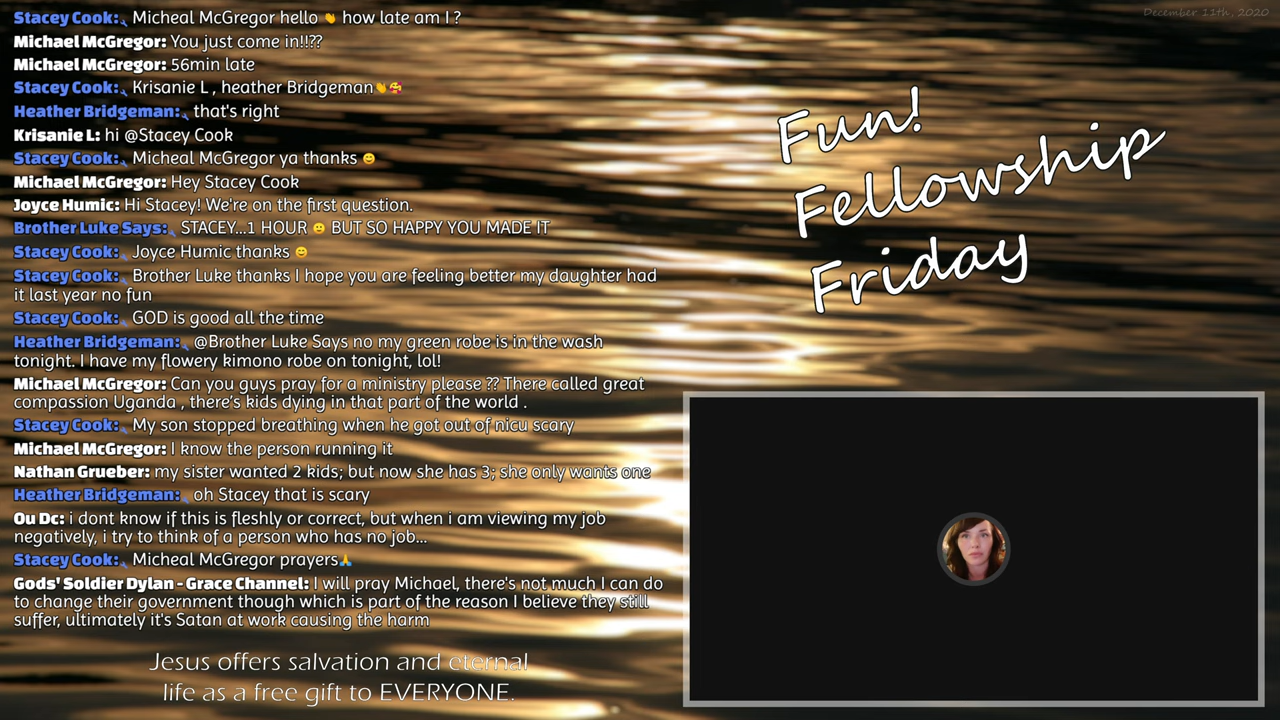 Stacey Cook: Micheal McGregor hello 👋 how late am I ?
Michael McGregor: You just come in!!??
Michael McGregor: 56min late
Stacey Cook: Krisanie L , heather Bridgeman👋🥰
Heather Bridgeman: that's right
Krisanie L: hi @Stacey Cook
Stacey Cook: Micheal McGregor ya thanks 😊
Michael McGregor: Hey Stacey Cook
Joyce Humic: Hi Stacey! We're on the first question.
Brother Luke Says: STACEY...1 HOUR 🙂 BUT SO HAPPY YOU MADE IT
Stacey Cook: Joyce Humic thanks 😊
Stacey Cook: Brother Luke thanks I hope you are feeling better my daughter had
it last year no fun
Stacey Cook: GOD is good all the time
Heather Bridgeman: @Brother Luke Says no my green robe is in the wash
tonight. I have my flowery kimono robe on tonight, lol!
Michael McGregor: Can you guys pray for a ministry please ?? There called great
compassion Uganda , there's kids dying in that part of the world .
Stacey Cook: My son stopped breathing when he got out of nicu scary
Michael McGregor: I know the person running it
Nathan Grueber: my sister wanted 2 kids; but now she has 3; she only wants one
Heather Bridgeman: oh Stacey that is scary
Ou Dc: i dont know if this is fleshly or correct, but when i am viewing my job
negatively, i try to think of a person who has no job...
Stacey Cook: Micheal McGregor prayers🙏
Gods' Soldier Dylan - Grace Channel: I will pray Michael, there's not much I can do
to change their government though which is part of the reason I believe they still
suffer, ultimately it's Satan at work causing the harm
Jesus offers salvation and eternal
life as a free gift to EVERYONE.
December 11th, 2020
Fun!
Fellowship
Friday